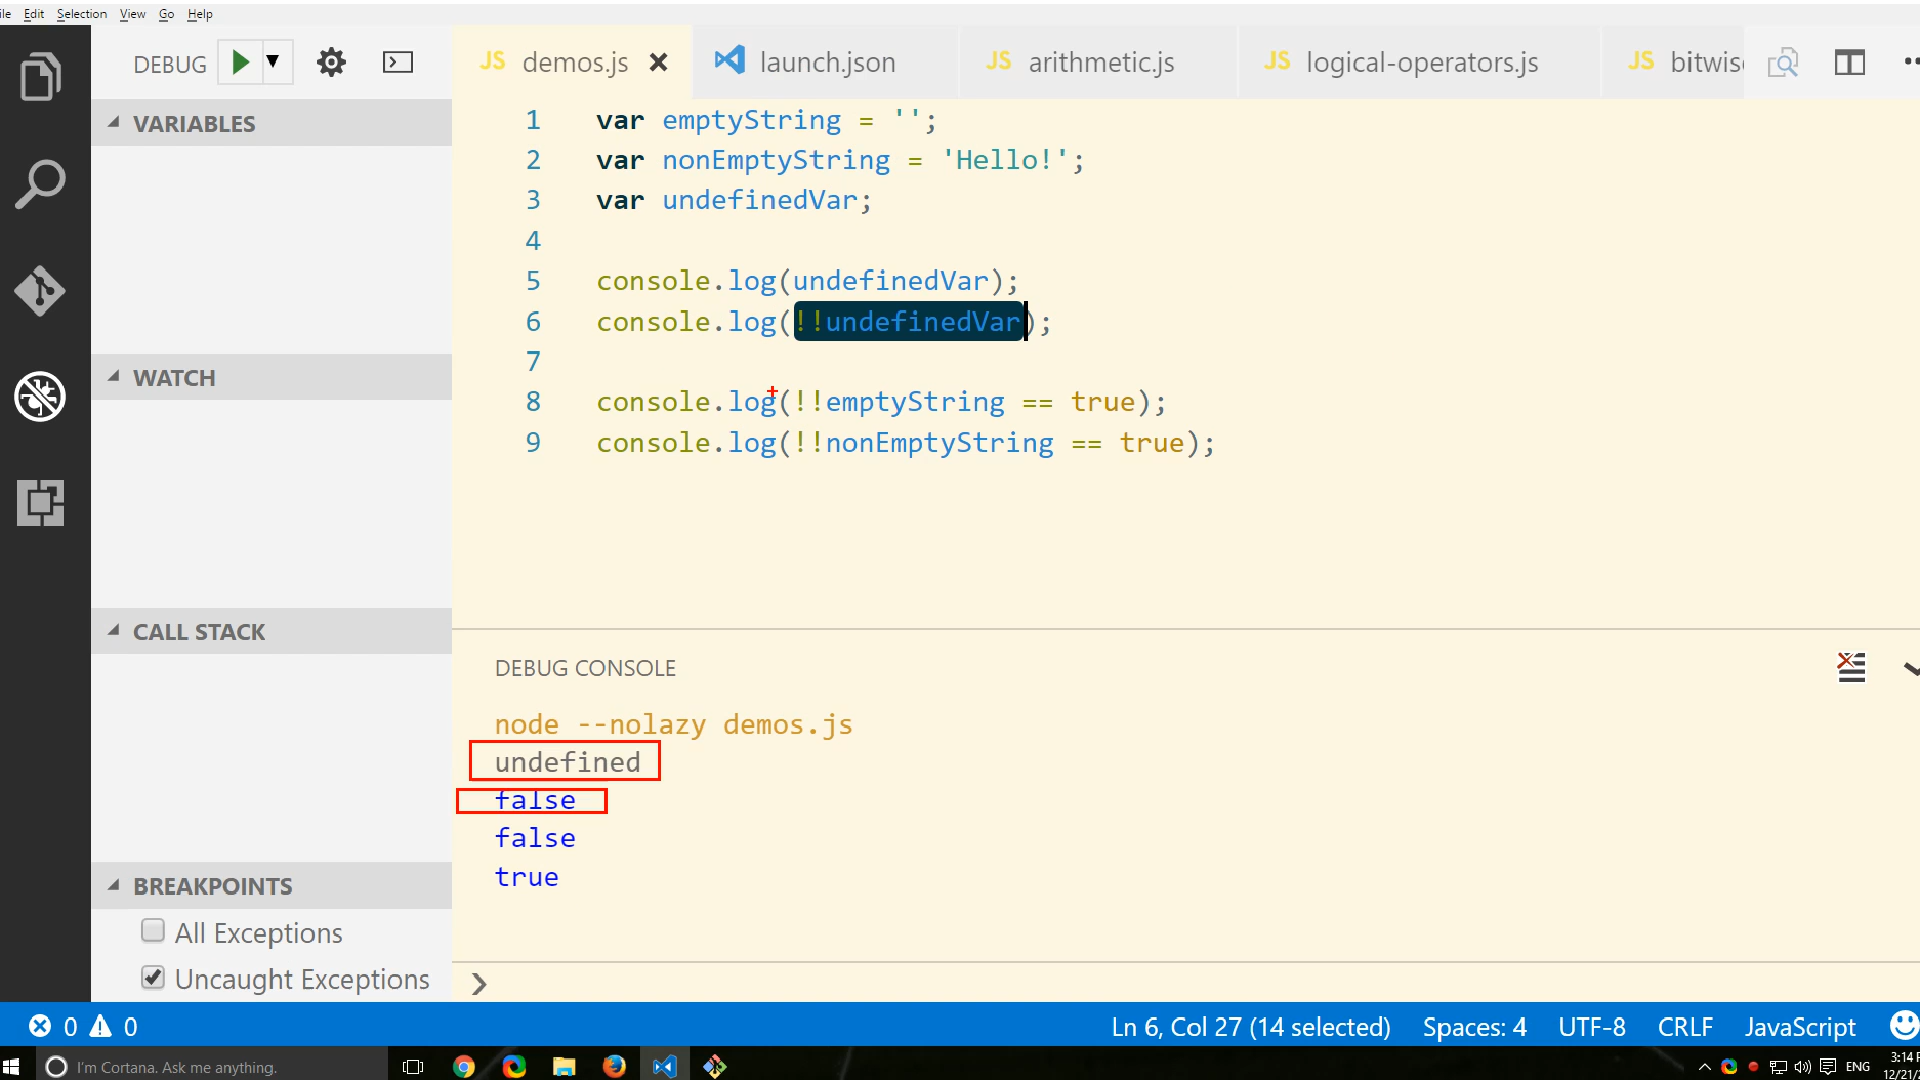 ile Edit Selection View Go Help
DEBUG
JS demos.js launch.json JS arithmetic.js JS logical-operators.js JS bitwis
VARIABLES
WATCH
CALL STACK
BREAKPOINTS
All Exceptions
Uncaught Exceptions
1 var emptyString = '';
2 var nonEmptyString = 'Hello!';
3 var undefinedVar;
4
5 console.log(undefinedVar);
6 console.log(!!undefinedVar);
7
8 console.log(!!emptyString == true);
9 console.log(!!nonEmptyString == true);
DEBUG CONSOLE
node --nolazy demos.js
undefined
false
false
true
0 0 Ln 6, Col 27 (14 selected) Spaces: 4 UTF-8 CRLF JavaScript
I'm Cortana. Ask me anything. ENG
3:14 P
12/21/2